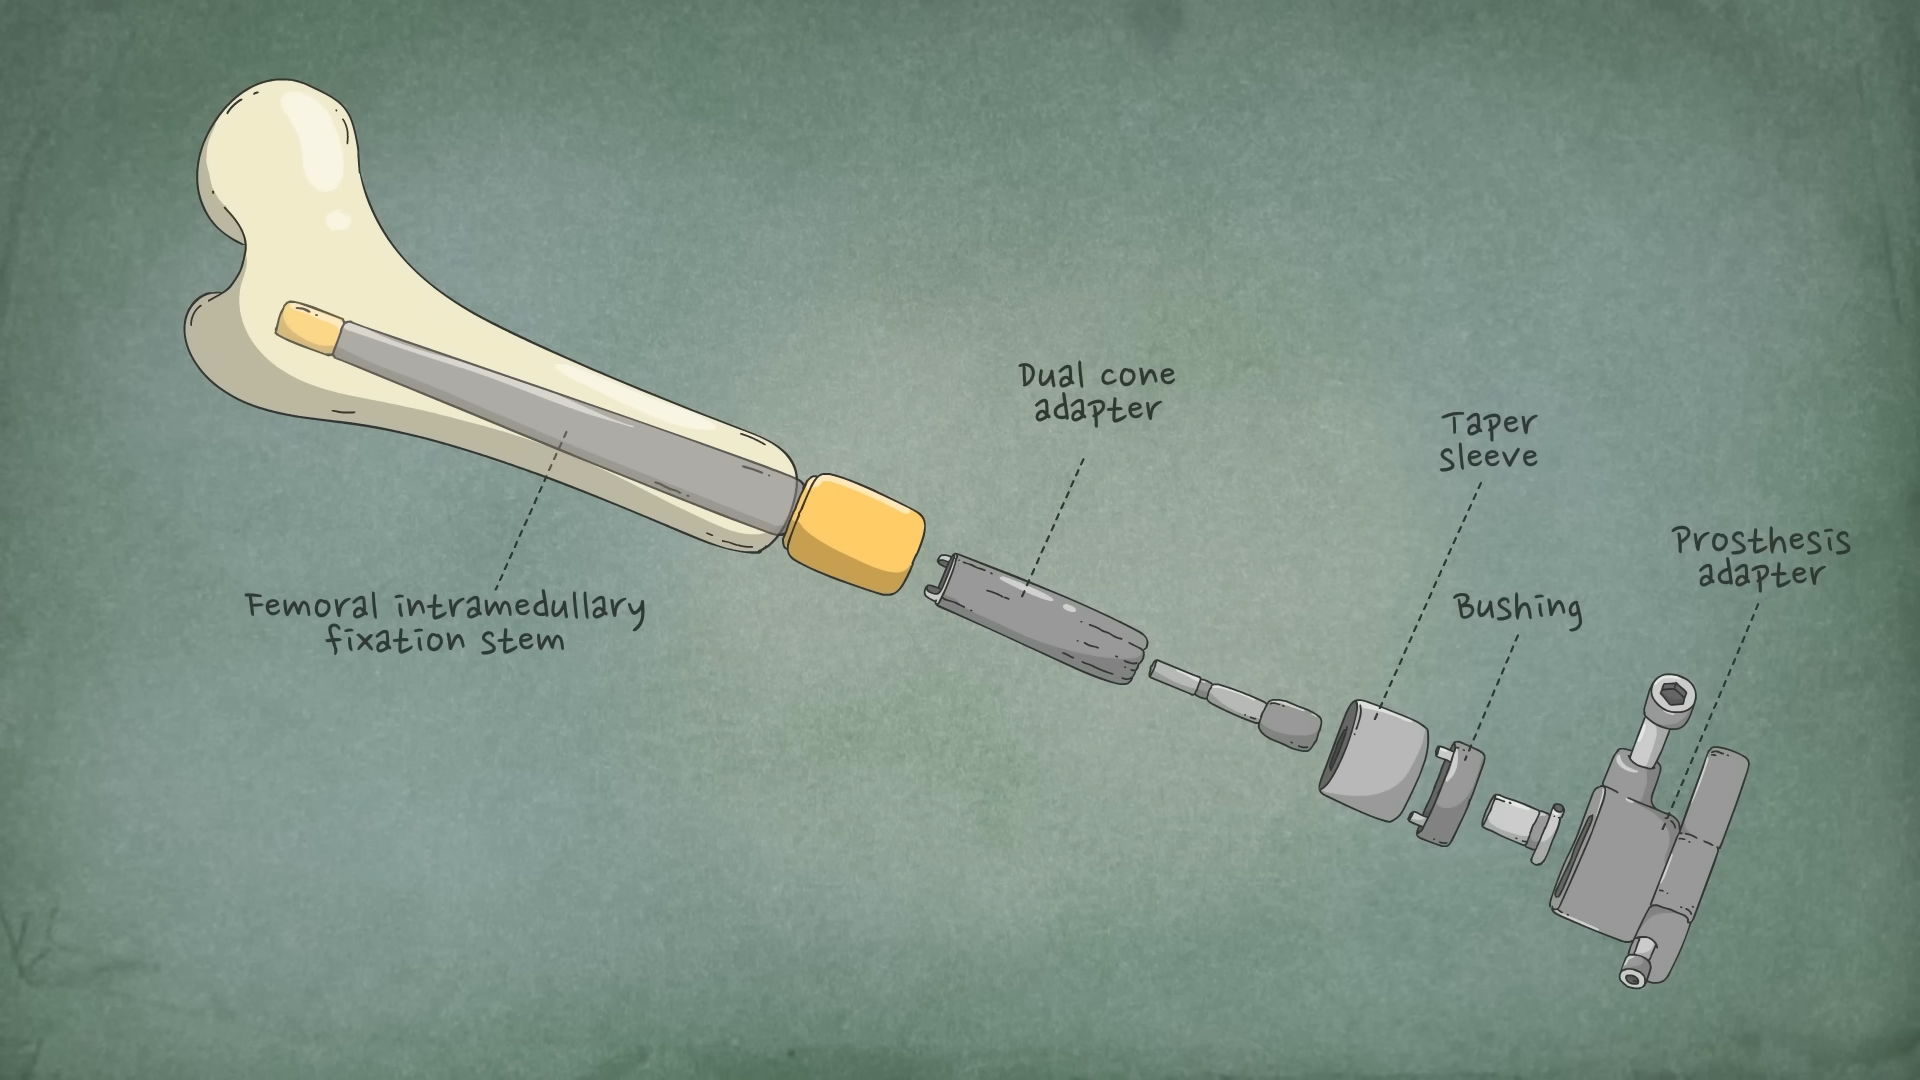 Dual cone
adapter
Taper
sleeve
Prosthesis
adapter
Bushing
Femoral intramedullary
fixation stem